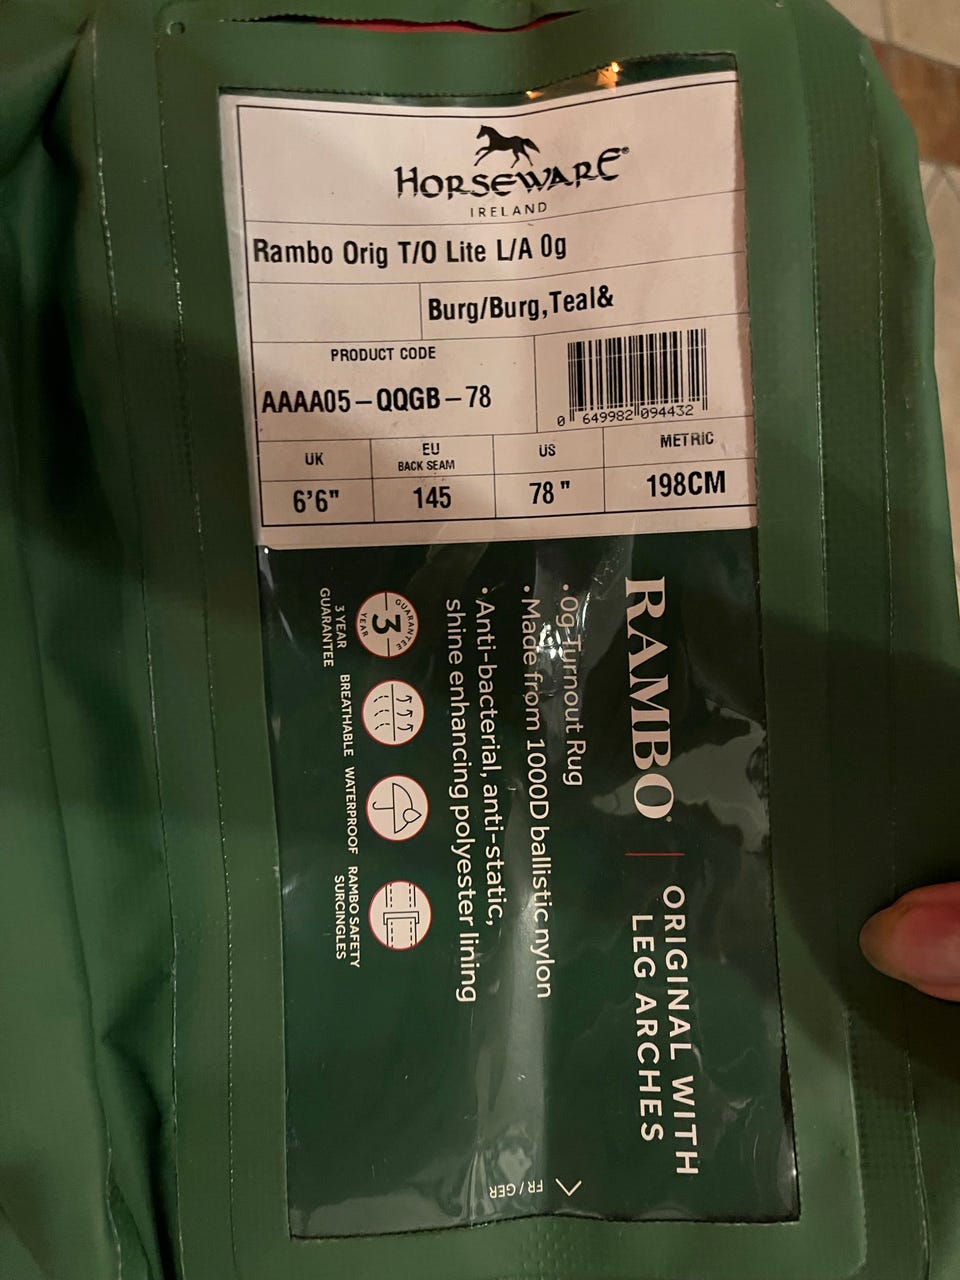 HORSEWARE®
IRELAND
Rambo Orig T/O Lite L/A 0g
Burg/Burg,Teal&
PRODUCT CODE
AAAA05-QQGB-78
0 649982 094432
UK
EU
BACK SEAM
US
METRIC
6'6"
145
78"
198CM
RAMBO®
ORIGINAL WITH
LEG ARCHES
• 0g Turnout Rug
• Made from 1000D ballistic nylon
• Anti-bacterial, anti-static,
shine enhancing polyester lining
GUARANTEE
3
YEAR
3 YEAR
GUARANTEE
BREATHABLE
WATERPROOF
RAMBO SAFETY
SURCINGLES
FR / GER